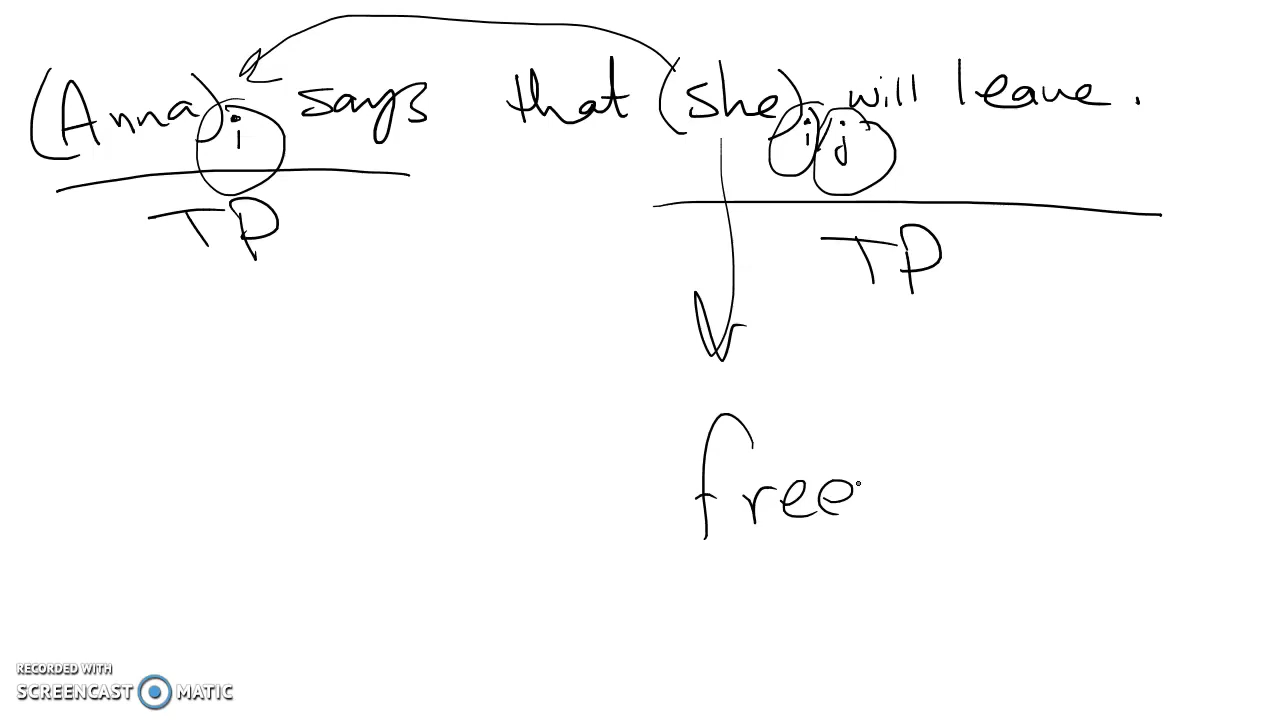 (Anna)i says that (she)i j will leave.
TP TP
free
RECORDED WITH
SCREENCAST MATIC